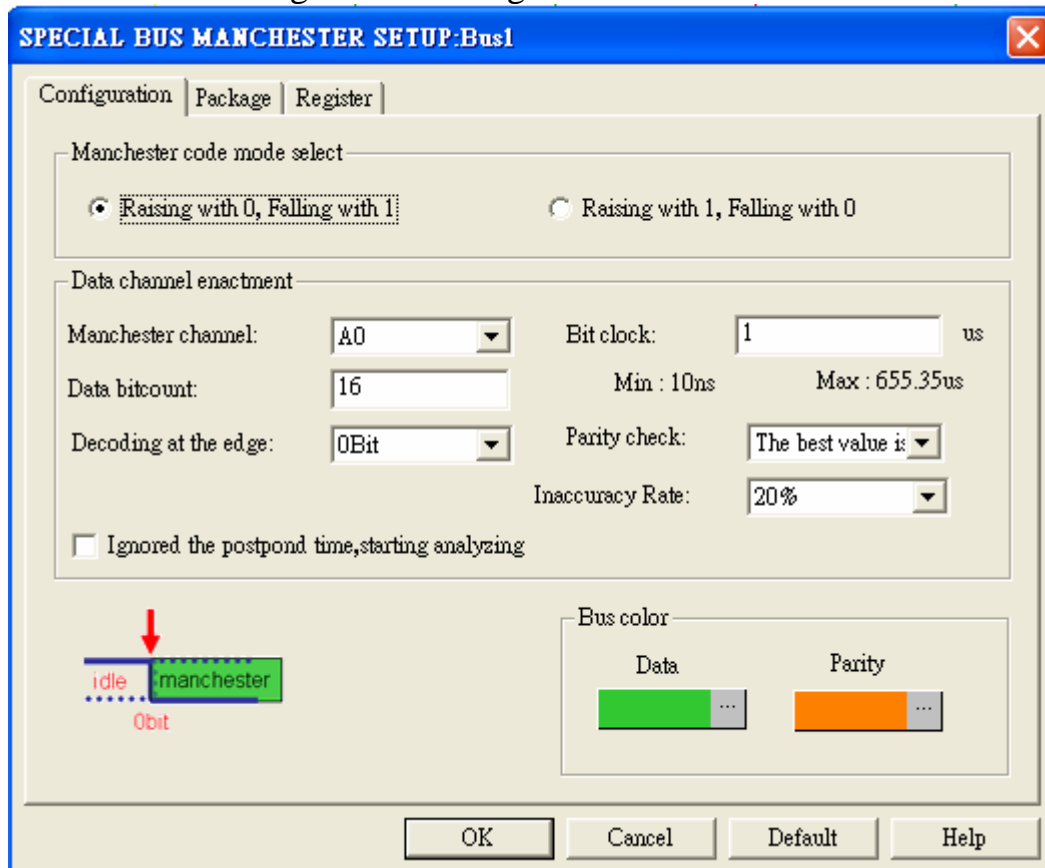 SPECIAL BUS MANCHESTER SETUP:Bus1
Configuration Package Register
Manchester code mode select
Raising with 0, Falling with 1 Raising with 1, Falling with 0
Data channel enactment
Manchester channel: A0 Bit clock: 1 us
Data bitcount: 16 Min : 10ns Max : 655.35us
Decoding at the edge: 0Bit Parity check: The best value is
Inaccuracy Rate: 20%
Ignored the postpond time,starting analyzing
Bus color
idle manchester
0bit
Data Parity
... ...
OK Cancel Default Help